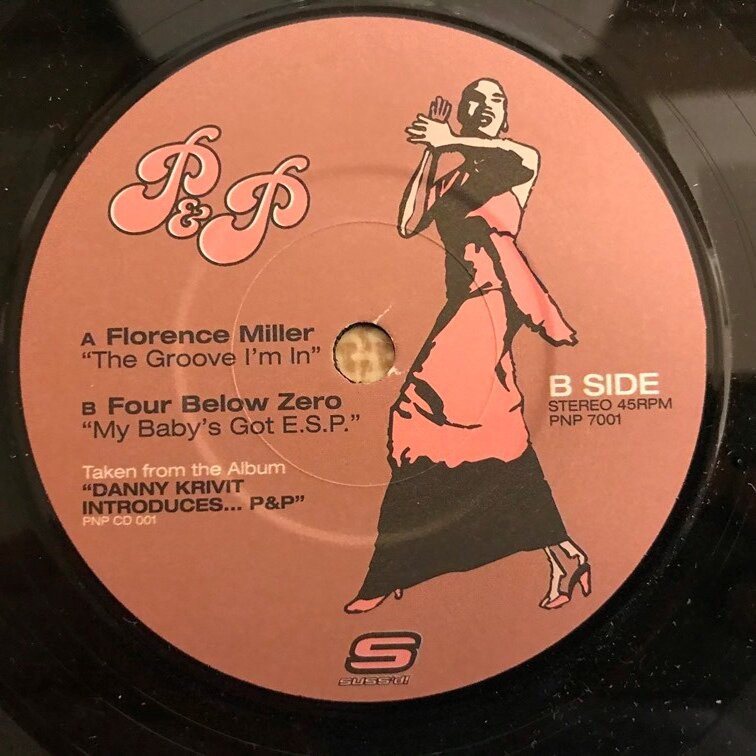 P&P
A Florence Miller
"The Groove I'm In"
B Four Below Zero
"My Baby's Got E.S.P."
Taken from the Album
"DANNY KRIVIT
INTRODUCES... P&P"
PNP CD 001
B SIDE
STEREO 45RPM
PNP 7001
S
SUSS'D!